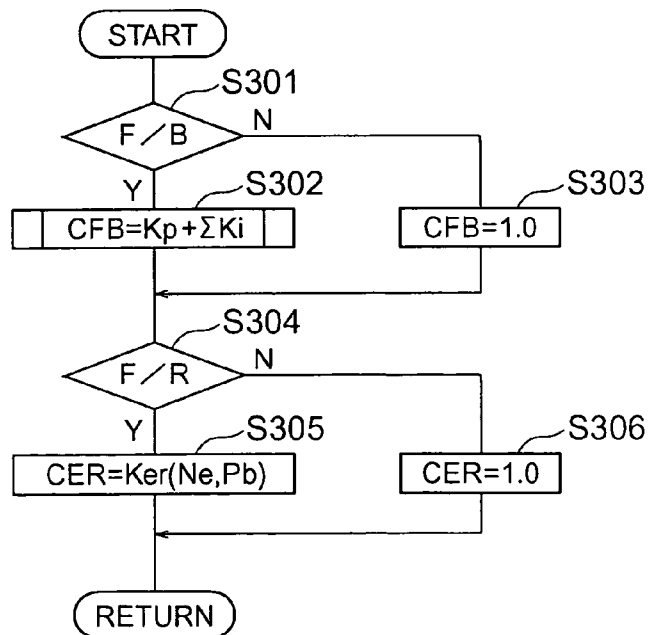 START
S301
F／B
N
Y
S302
S303
CFB=Kp+ΣKi
CFB=1.0
S304
F／R
N
Y
S305
S306
CER=Ker(Ne,Pb)
CER=1.0
RETURN